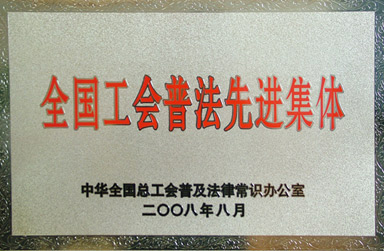 全国工会普法先进集体
中华全国总工会普及法律常识办公室
二〇〇八年八月